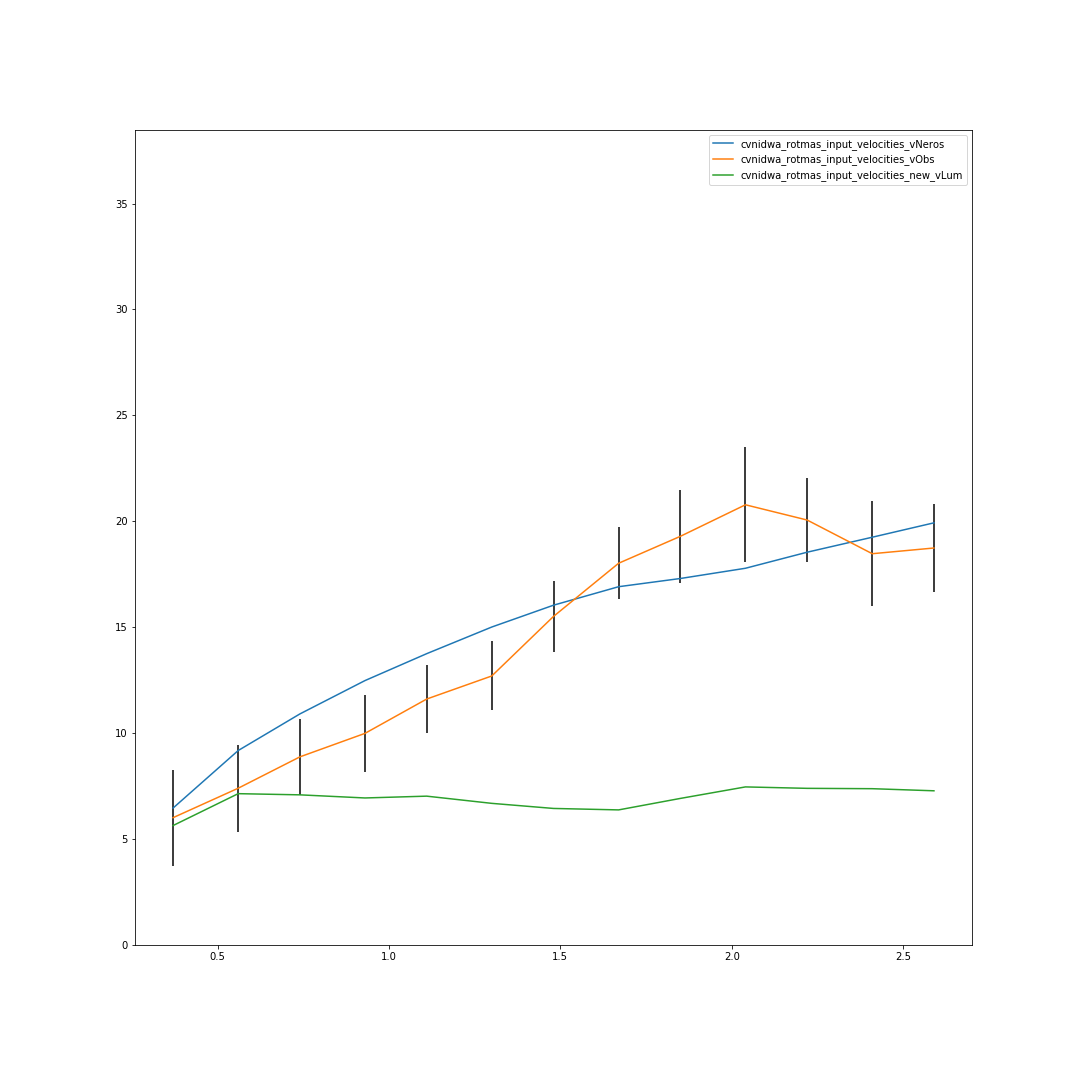 cvnidwa_rotmas_input_velocities_vNeros
cvnidwa_rotmas_input_velocities_vObs
cvnidwa_rotmas_input_velocities_new_vLum
35
30
25
20
15
10
5
0
0.5 1.0 1.5 2.0 2.5